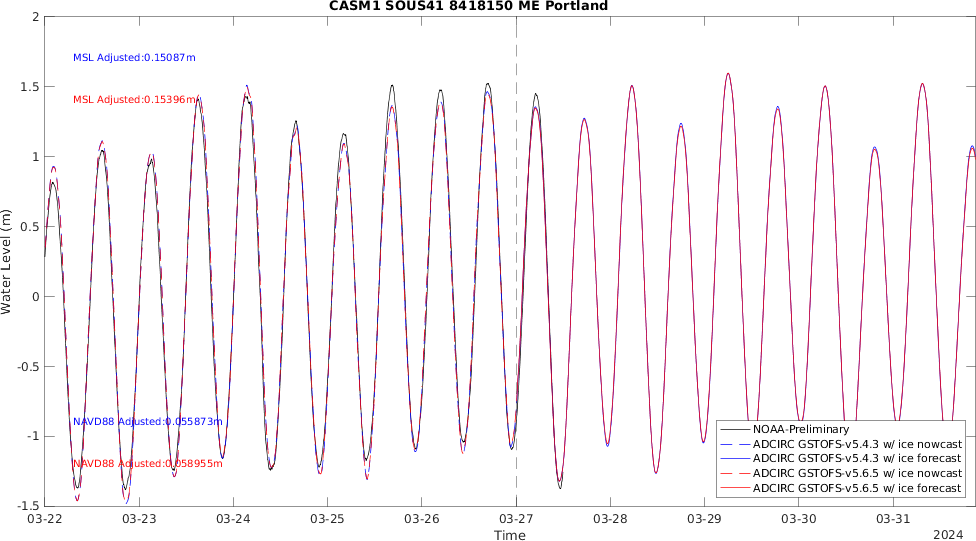 CASM1 SOUS41 8418150 ME Portland
Water Level (m)
2
1.5
1
0.5
0
-0.5
-1
-1.5
MSL Adjusted:0.15087m
MSL Adjusted:0.15396m
NAVD88 Adjusted:0.055873m
NAVD88 Adjusted:0.058955m
NOAA-Preliminary
ADCIRC GSTOFS-v5.4.3 w/ ice nowcast
ADCIRC GSTOFS-v5.4.3 w/ ice forecast
ADCIRC GSTOFS-v5.6.5 w/ ice nowcast
ADCIRC GSTOFS-v5.6.5 w/ ice forecast
03-22 03-23 03-24 03-25 03-26 03-27 03-28 03-29 03-30 03-31
Time
2024